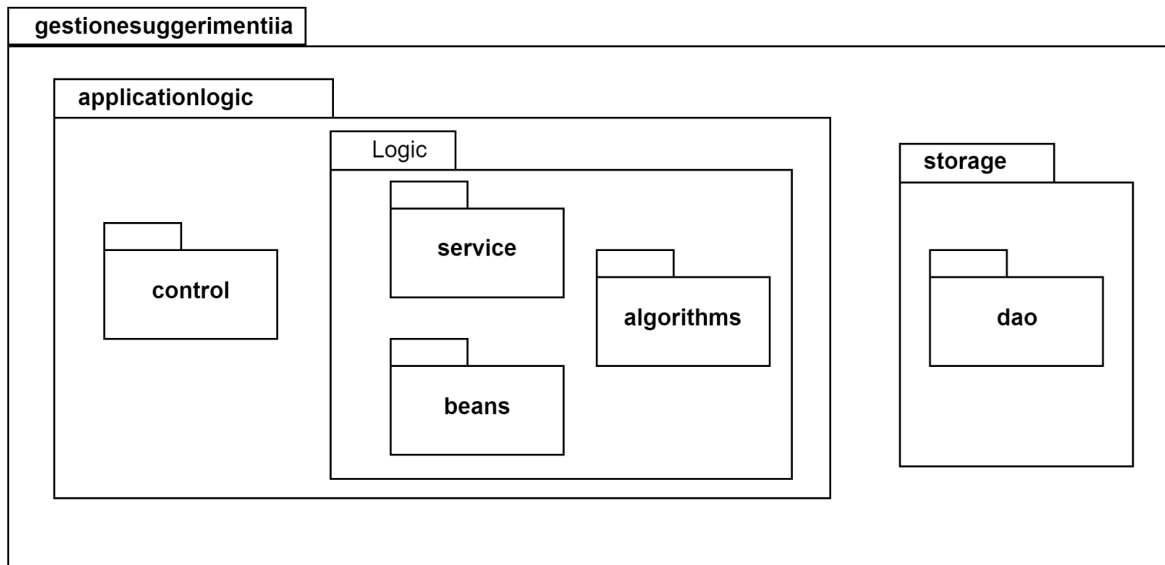 gestionesuggerimentiia
applicationlogic
Logic
storage
service
control
algorithms
dao
beans